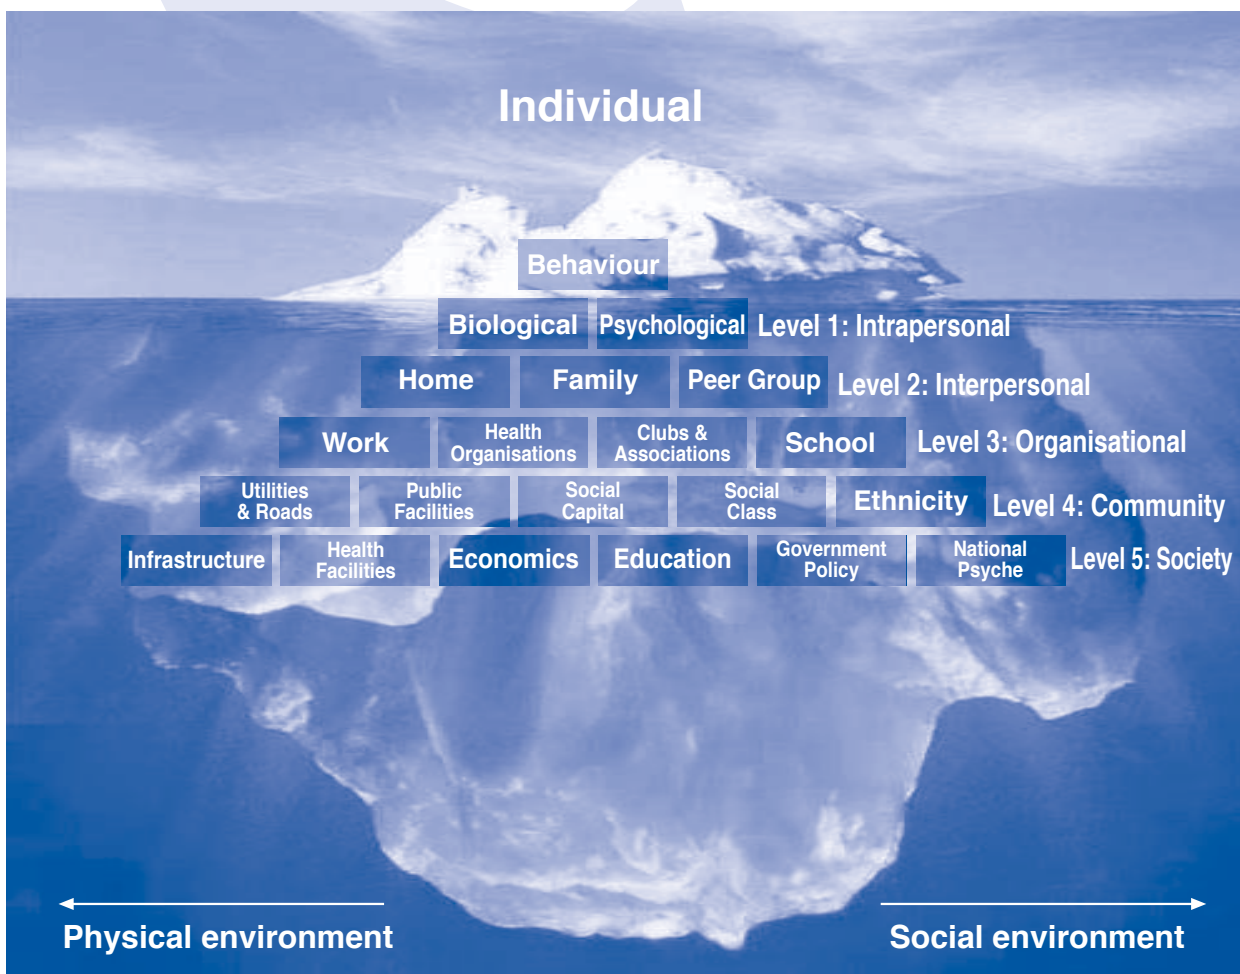 Individual
Behaviour
Biological Psychological Level 1: Intrapersonal
Home Family Peer Group Level 2: Interpersonal
Work Health Organisations Clubs & Associations School Level 3: Organisational
Utilities & Roads Public Facilities Social Capital Social Class Ethnicity Level 4: Community
Infrastructure Health Facilities Economics Education Government Policy National Psyche Level 5: Society
Physical environment Social environment